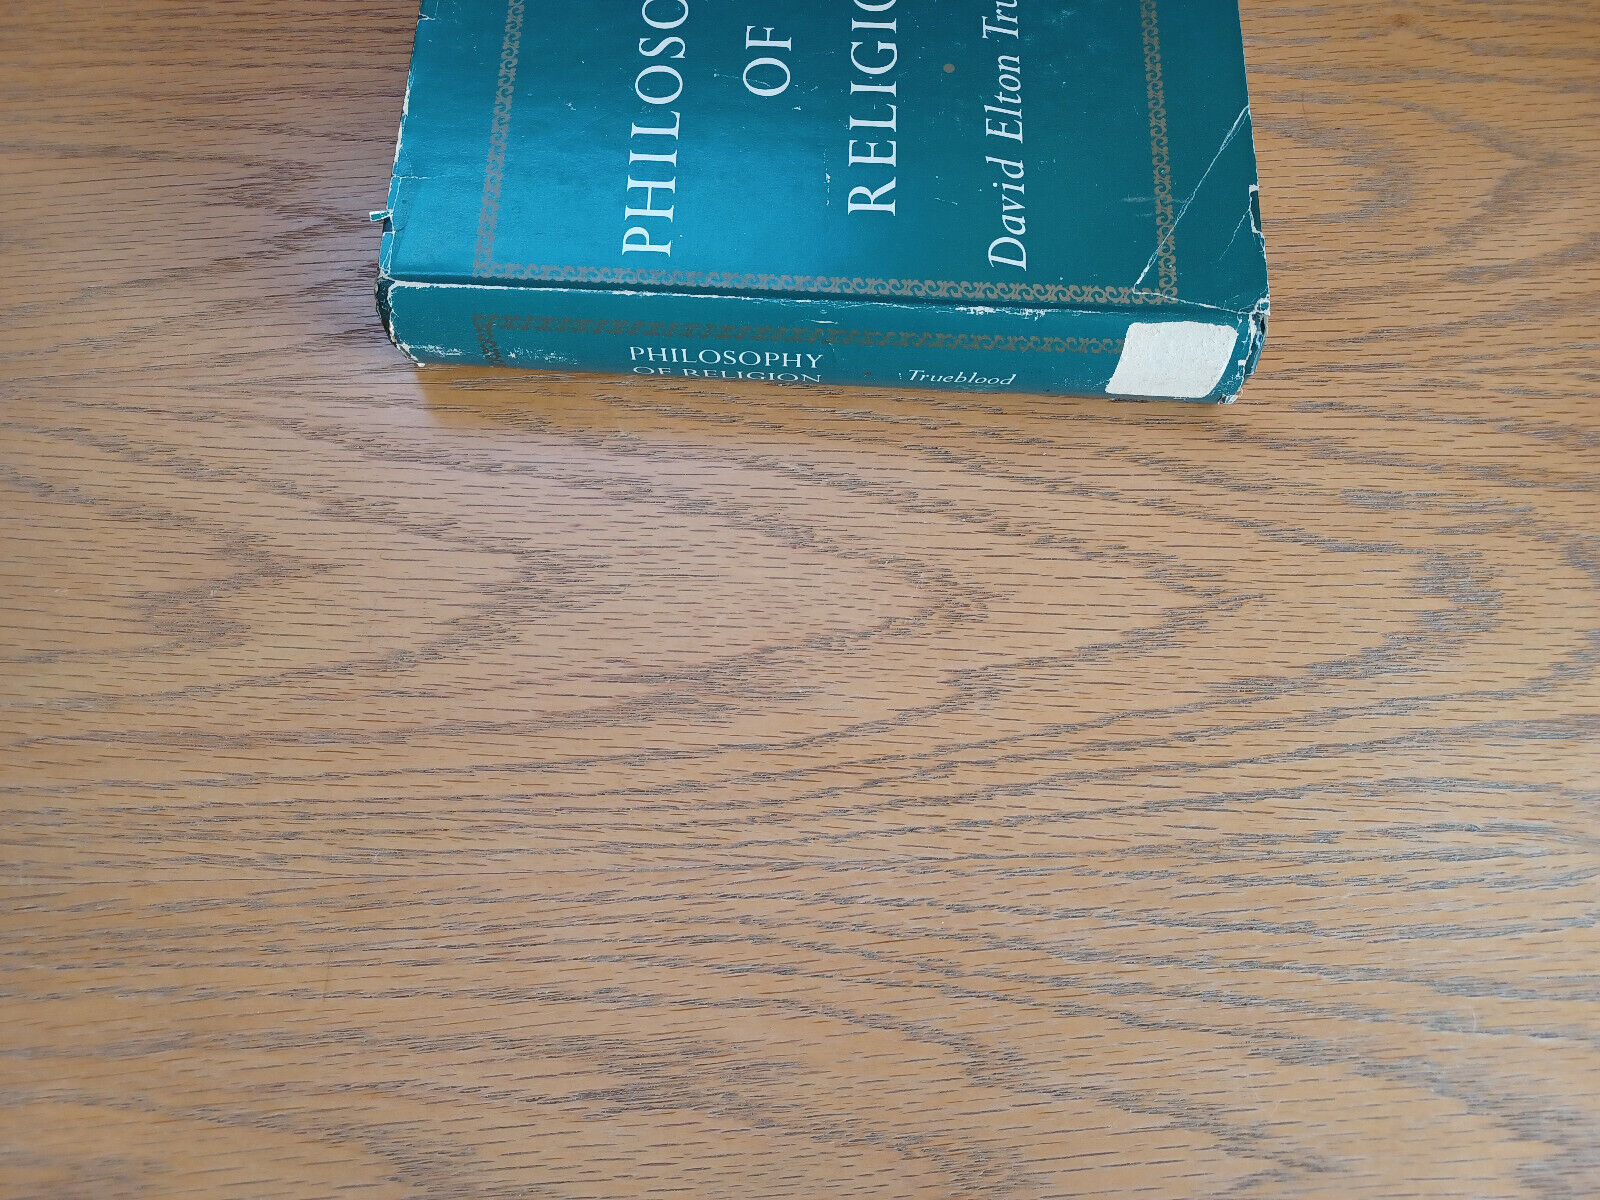 PHILOSO
OF
RELIGIO
David Elton Tru
PHILOSOPHY
OF RELIGION
Trueblood